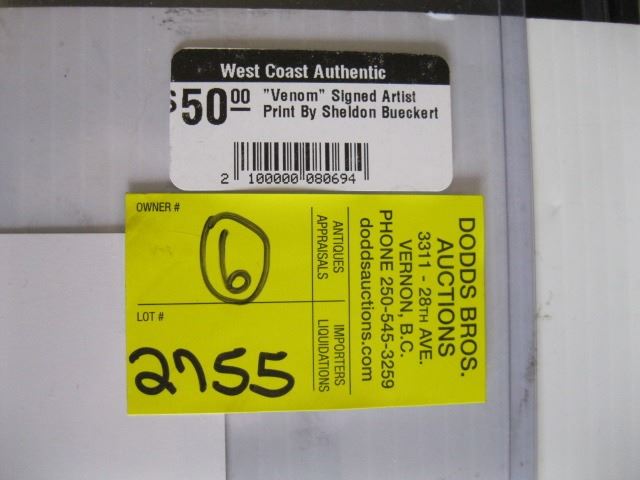 West Coast Authentic
$50.00 "Venom" Signed Artist
Print By Sheldon Bueckert
2 100000 080694
OWNER #
6
LOT #
2755
ANTIQUES
APPRAISALS
IMPORTERS
LIQUIDATIONS
DODDS BROS.
AUCTIONS
3311 - 28TH AVE.
VERNON, B.C.
PHONE 250-545-3259
doddsauctions.com